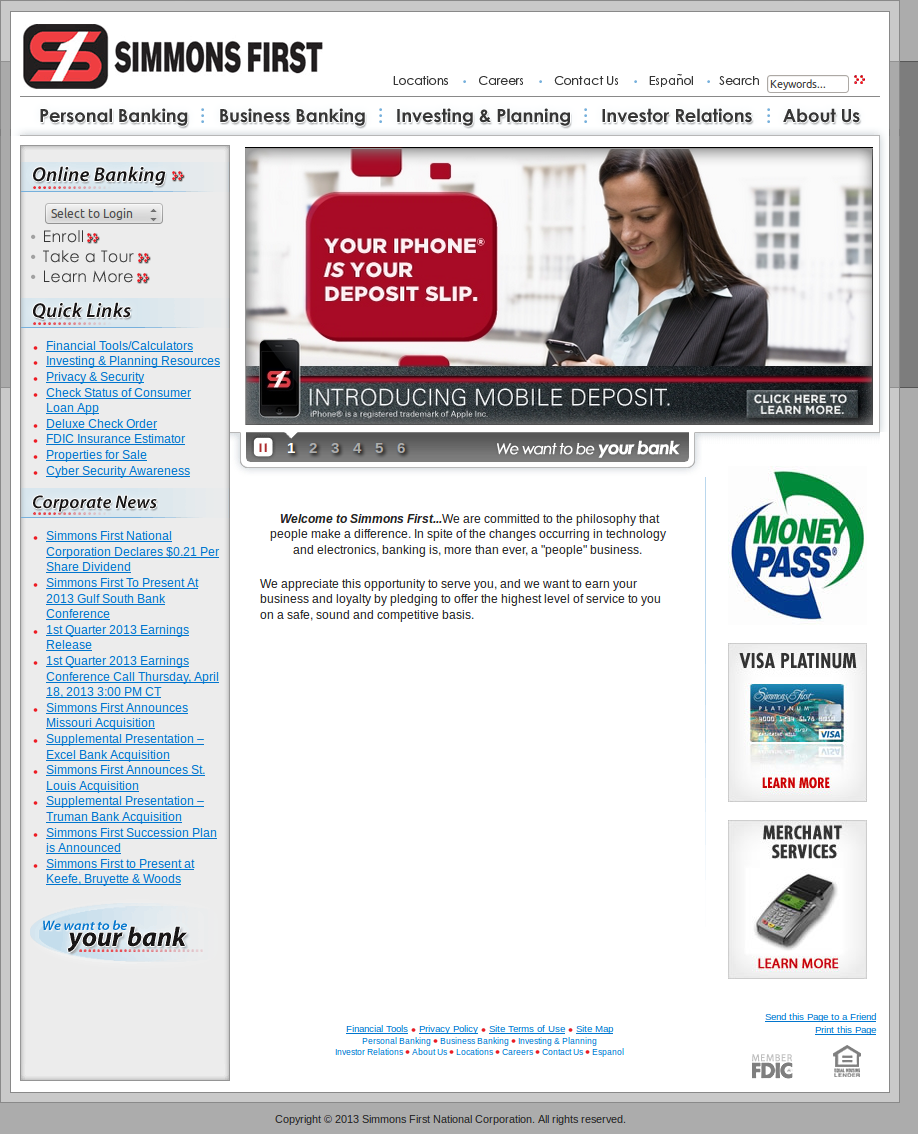 SIMMONS FIRST
Locations Careers Contact Us Español Search Keywords...
Personal Banking Business Banking Investing & Planning Investor Relations About Us
Online Banking
Select to Login
Enroll
Take a Tour
Learn More
Quick Links
Financial Tools/Calculators
Investing & Planning Resources
Privacy & Security
Check Status of Consumer
Loan App
Deluxe Check Order
FDIC Insurance Estimator
Properties for Sale
Cyber Security Awareness
Corporate News
Simmons First National
Corporation Declares $0.21 Per
Share Dividend
Simmons First To Present At
2013 Gulf South Bank
Conference
1st Quarter 2013 Earnings
Release
1st Quarter 2013 Earnings
Conference Call Thursday, April
18, 2013 3:00 PM CT
Simmons First Announces
Missouri Acquisition
Supplemental Presentation –
Excel Bank Acquisition
Simmons First Announces St.
Louis Acquisition
Supplemental Presentation –
Truman Bank Acquisition
Simmons First Succession Plan
is Announced
Simmons First to Present at
Keefe, Bruyette & Woods
We want to be
your bank
YOUR IPHONE®
IS YOUR
DEPOSIT SLIP.
INTRODUCING MOBILE DEPOSIT.
iPhone® is a registered trademark of Apple Inc.
CLICK HERE TO
LEARN MORE.
1 2 3 4 5 6
We want to be your bank
Welcome to Simmons First...We are committed to the philosophy that
people make a difference. In spite of the changes occurring in technology
and electronics, banking is, more than ever, a "people" business.
We appreciate this opportunity to serve you, and we want to earn your
business and loyalty by pledging to offer the highest level of service to you
on a safe, sound and competitive basis.
MONEY
PASS®
VISA PLATINUM
Simmons First
PLATINUM
VISA
LEARN MORE
MERCHANT
SERVICES
LEARN MORE
Send this Page to a Friend
Print this Page
MEMBER
FDIC
EQUAL HOUSING
LENDER
Financial Tools Privacy Policy Site Terms of Use Site Map
Personal Banking Business Banking Investing & Planning
Investor Relations About Us Locations Careers Contact Us Espanol
Copyright © 2013 Simmons First National Corporation. All rights reserved.